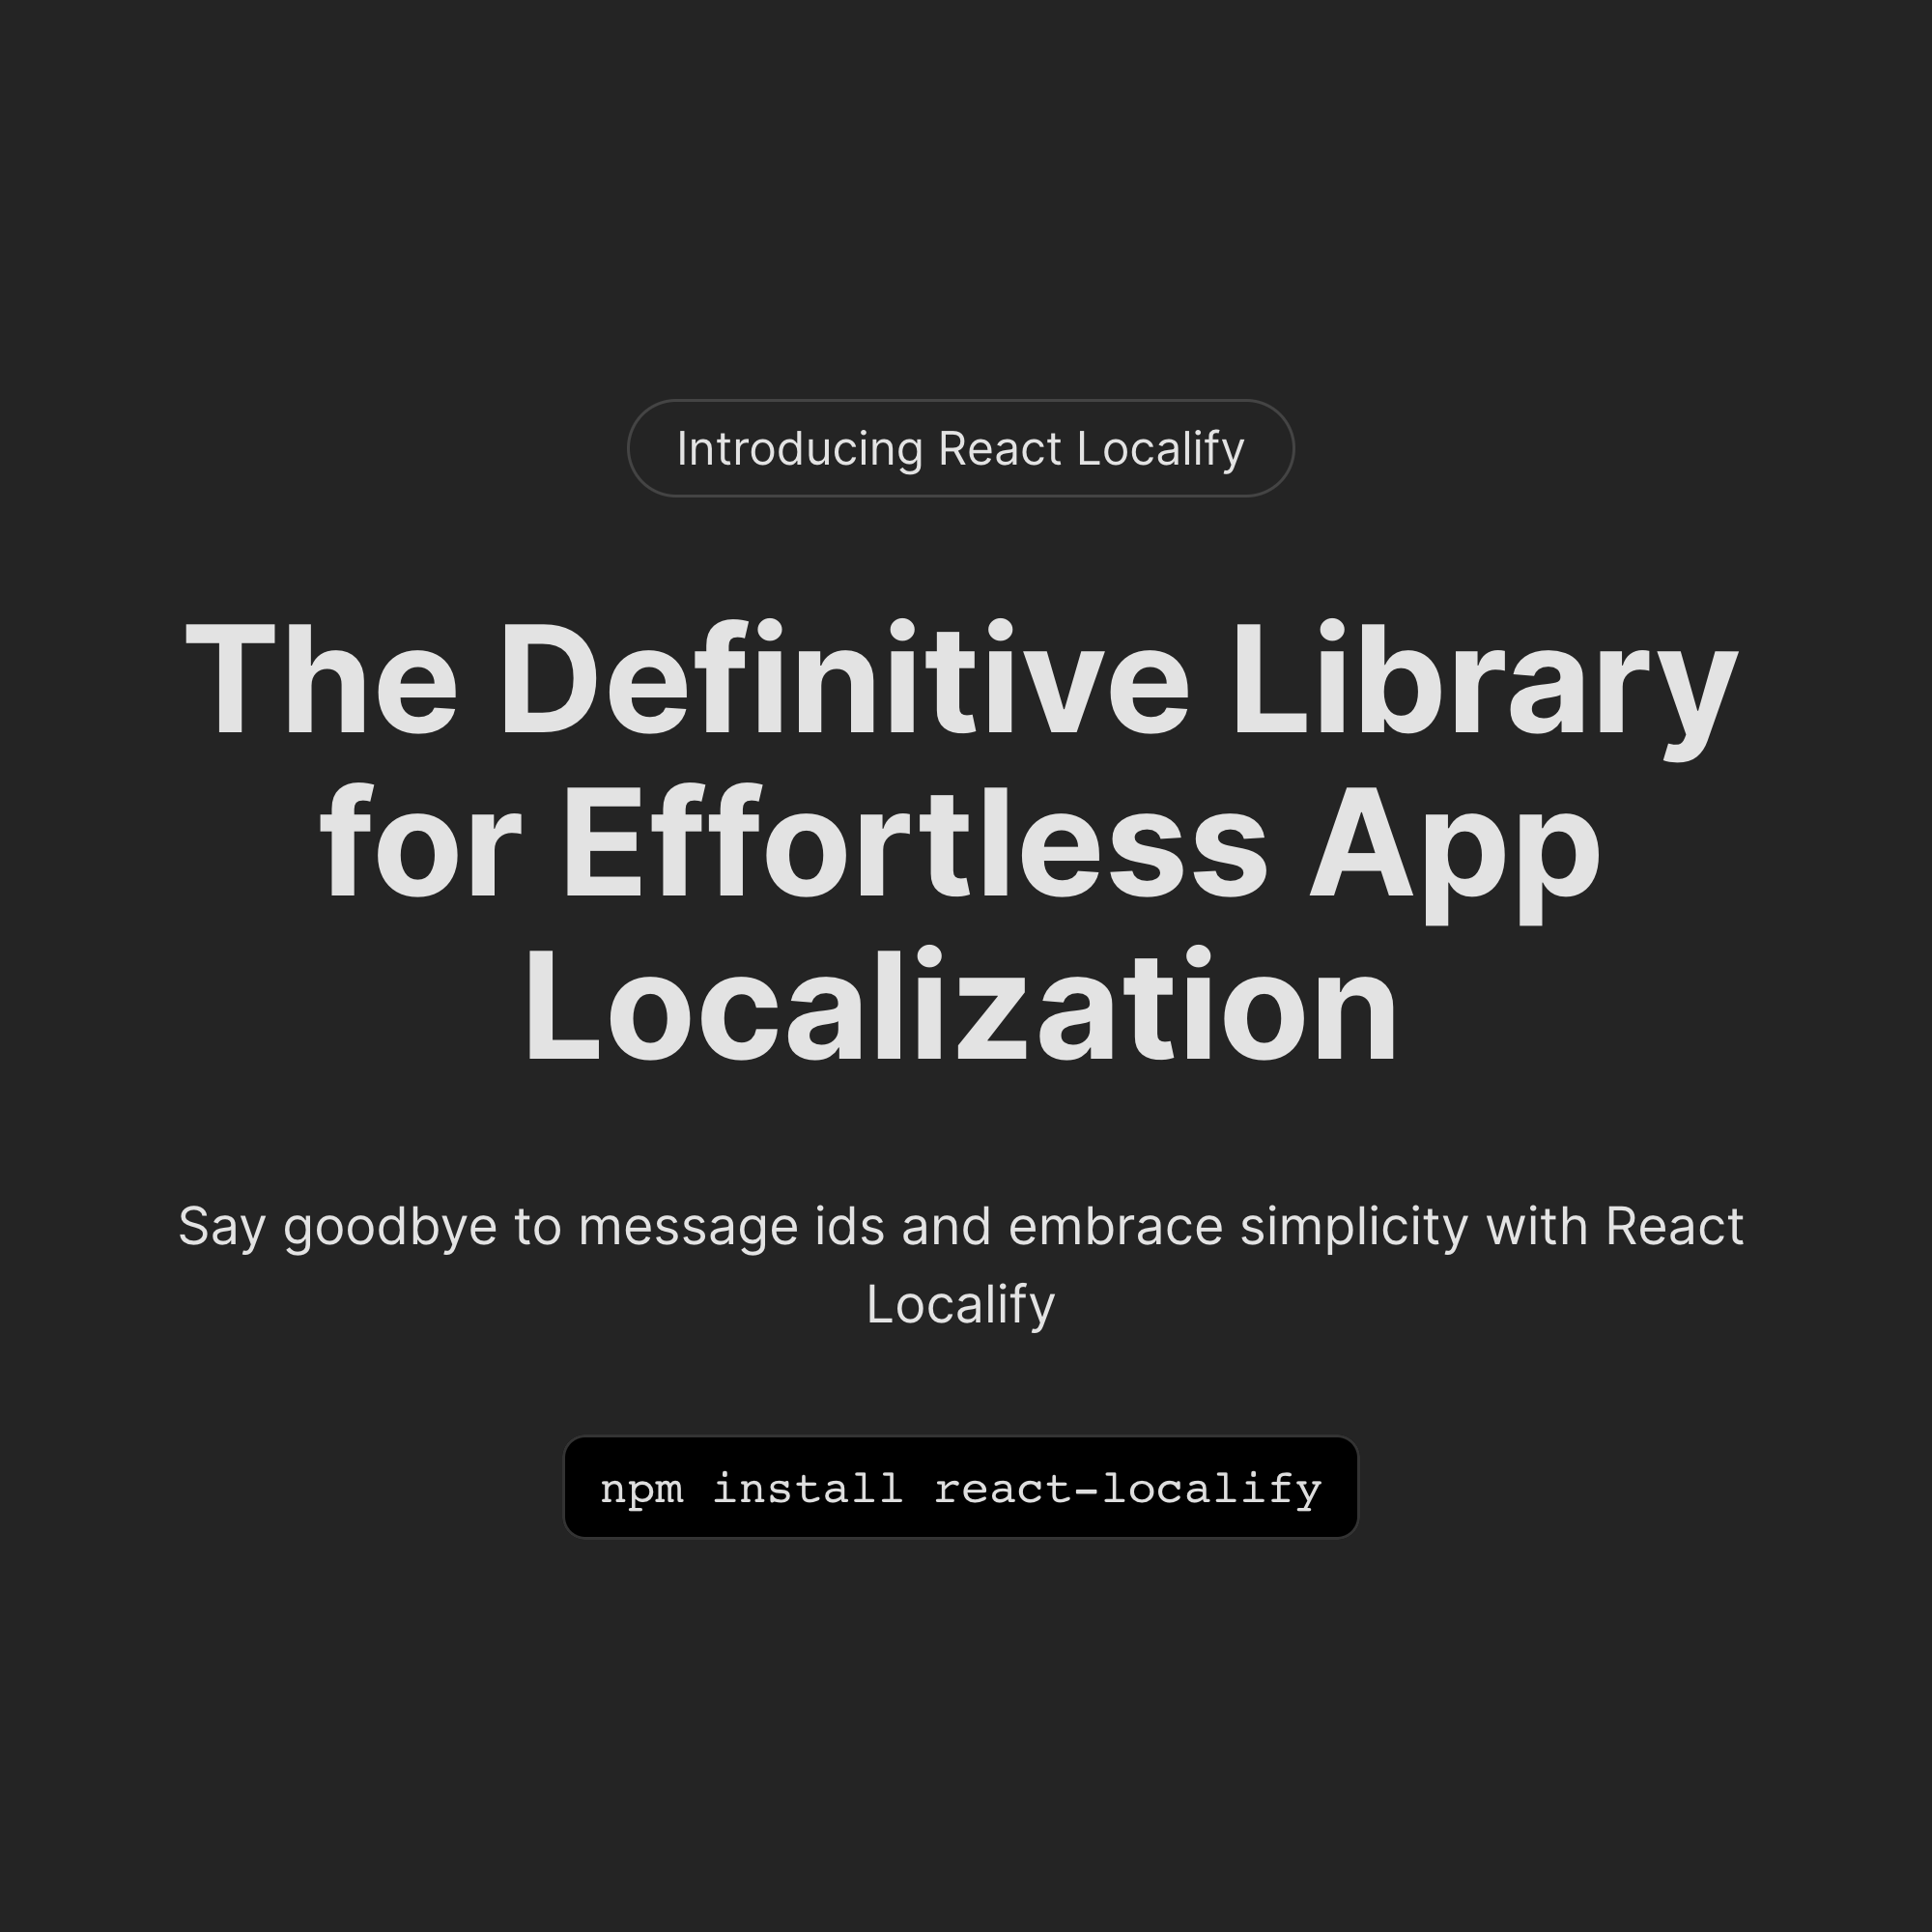 Introducing React Localify
The Definitive Library
for Effortless App
Localization
Say goodbye to message ids and embrace simplicity with React
Localify
npm install react-localify